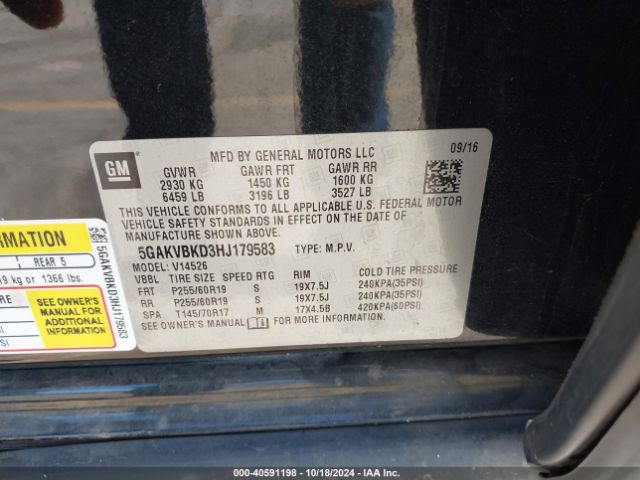 MFD BY GENERAL MOTORS LLC
09/16
GM
GVWR GAWR FRT GAWR RR
2930 KG 1450 KG 1600 KG
6459 LB 3196 LB 3527 LB
THIS VEHICLE CONFORMS TO ALL APPLICABLE U.S. FEDERAL MOTOR
VEHICLE SAFETY STANDARDS IN EFFECT ON THE DATE OF
MANUFACTURE SHOWN ABOVE.
5GAKVBKD3HJ179583 TYPE: M.P.V.
MODEL: V14526
VBBL TIRE SIZE SPEED RTG RIM COLD TIRE PRESSURE
FRT P255/60R19 S 19X7.5J 240KPA(35PSI)
RR P255/60R19 S 19X7.5J 240KPA(35PSI)
SPA T145/70R17 M 17X4.5B 420KPA(60PSI)
SEE OWNER'S MANUAL FOR MORE INFORMATION.
REAR 5
kg or 1366 lbs.
SEE OWNER'S
MANUAL FOR
ADDITIONAL
INFORMATION
5GAKVBKD3HJ179583
000-40591198 - 10/18/2024 - IAAI.com